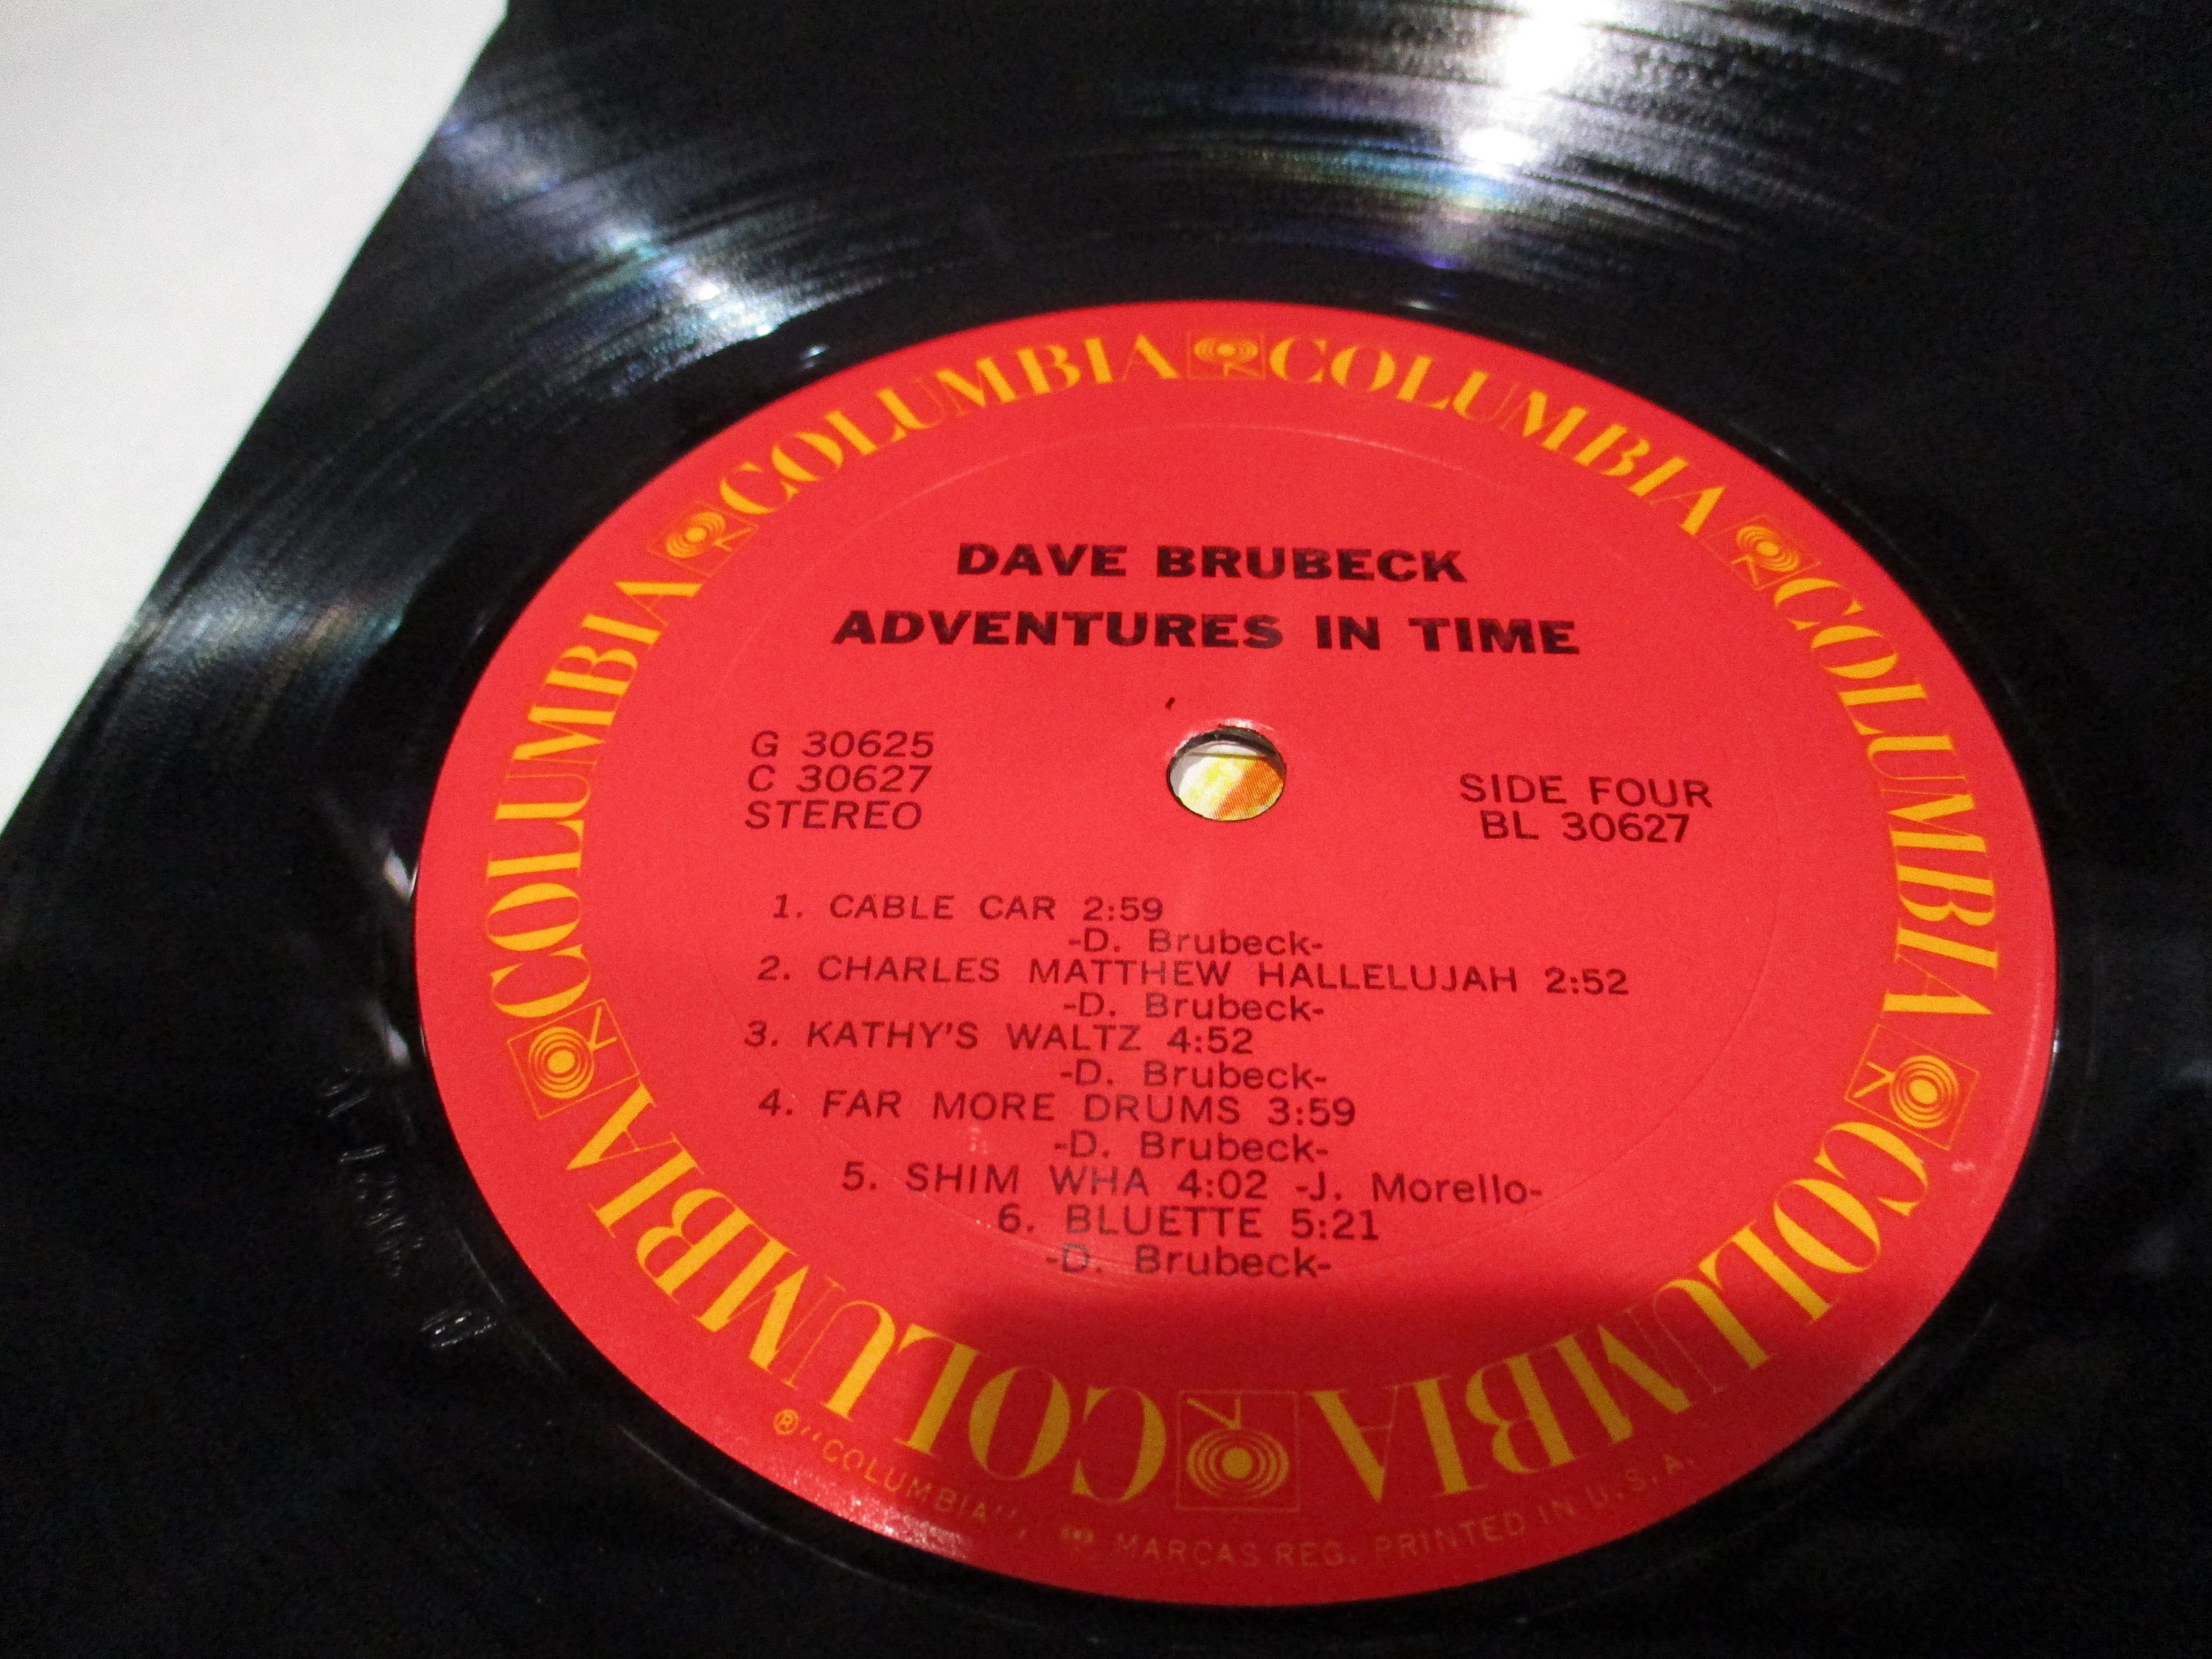 COLUMBIA COLUMBIA COLUMBIA COLUMBIA COLUMBIA COLUMBIA
DAVE BRUBECK
ADVENTURES IN TIME
G 30625
C 30627
STEREO
SIDE FOUR
BL 30627
1. CABLE CAR 2:59
-D. Brubeck-
2. CHARLES MATTHEW HALLELUJAH 2:52
-D. Brubeck-
3. KATHY'S WALTZ 4:52
-D. Brubeck-
4. FAR MORE DRUMS 3:59
-D. Brubeck-
5. SHIM WHA 4:02 -J. Morello-
6. BLUETTE 5:21
-D. Brubeck-
® "COLUMBIA", MARCAS REG. PRINTED IN U.S.A.